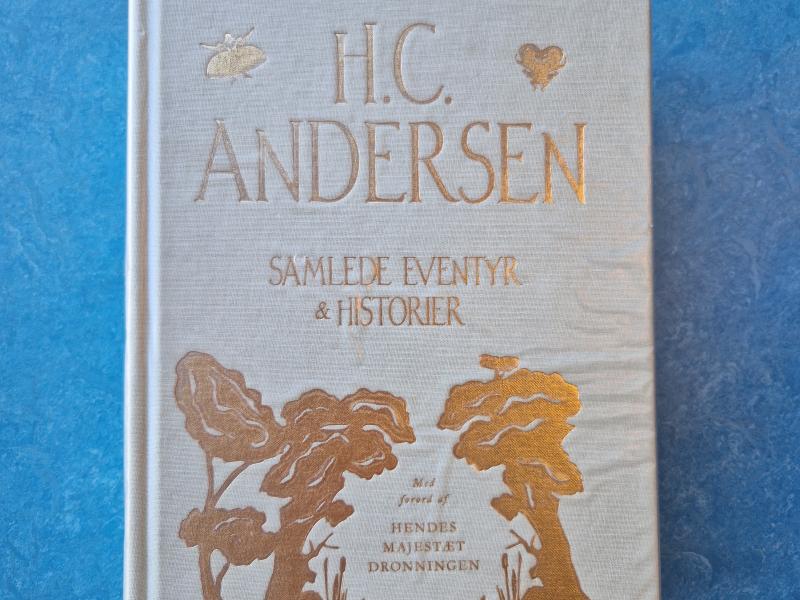 H.C.
ANDERSEN
SAMLEDE EVENTYR
& HISTORIER
Med
forord af
HENDES
MAJESTÆT
DRONNINGEN